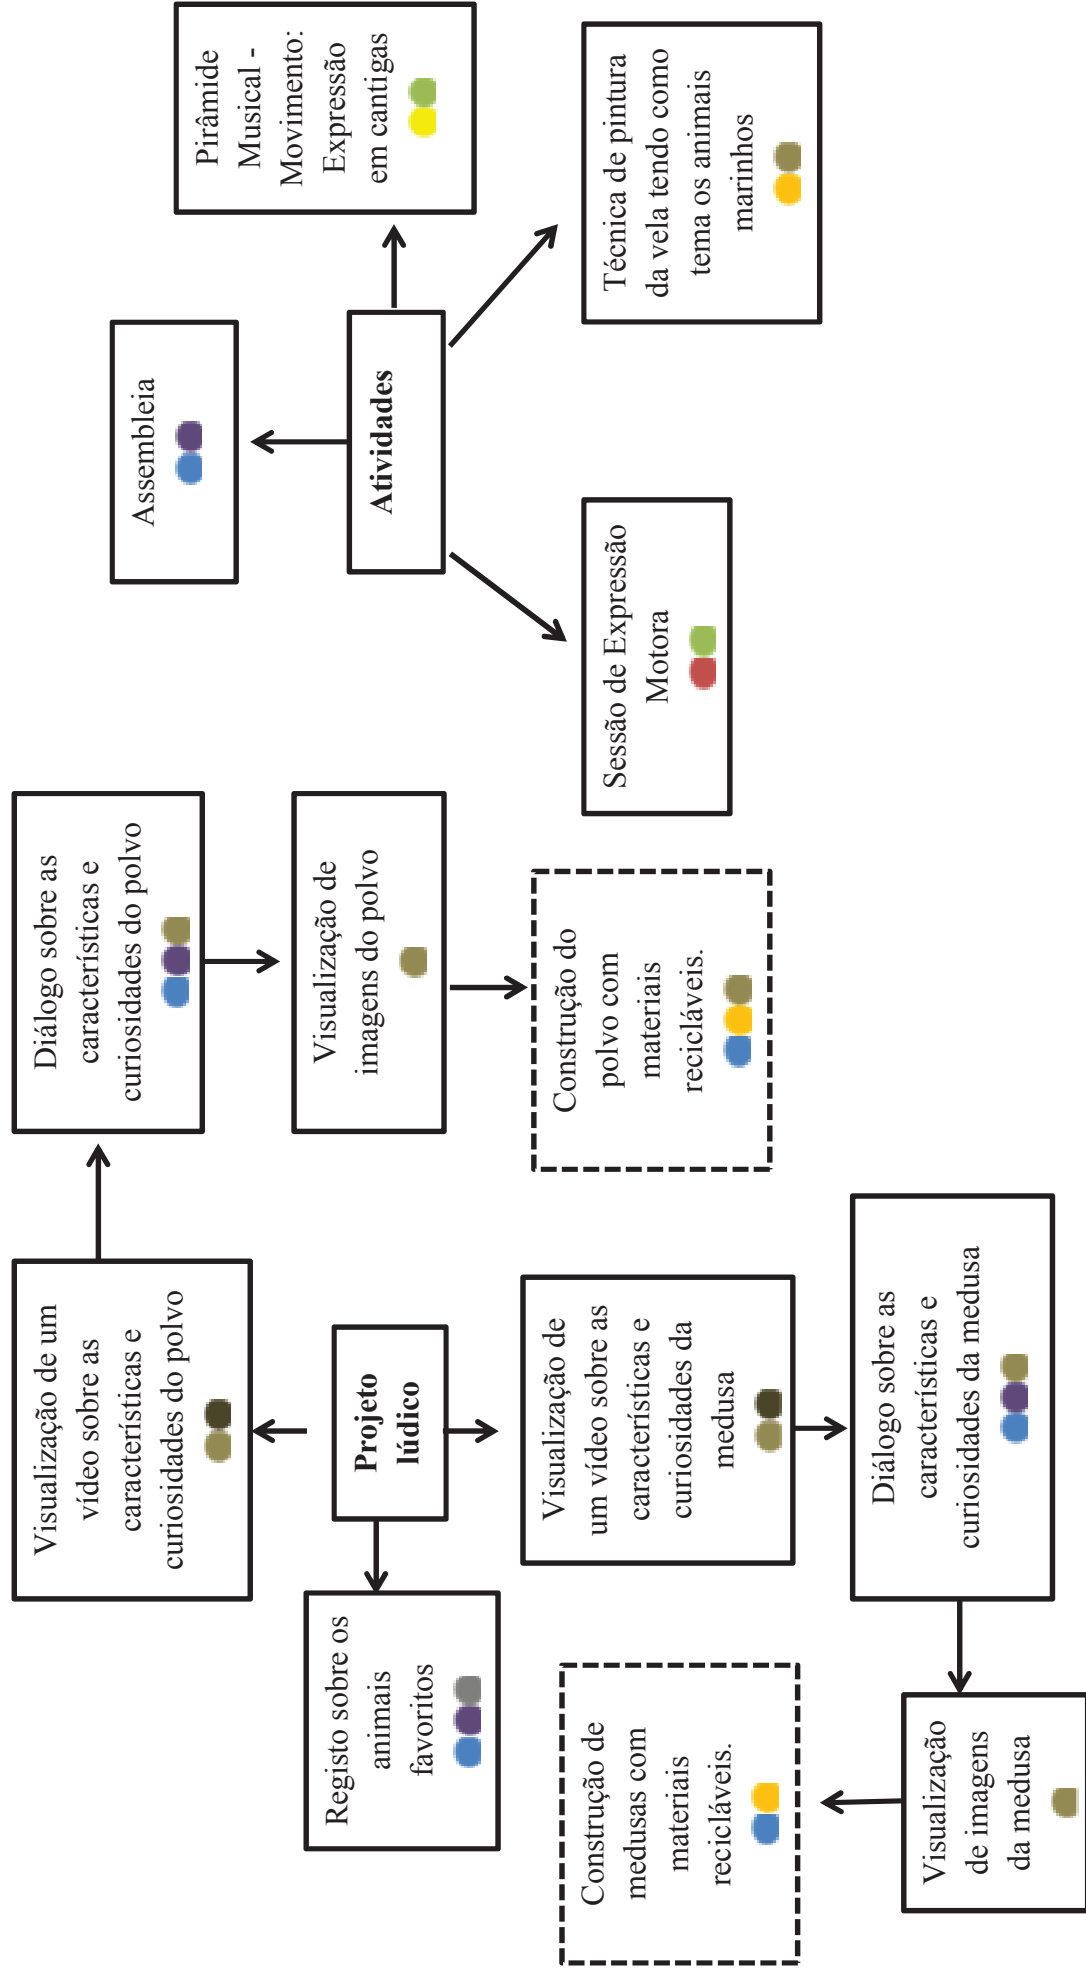 Visualização de um
vídeo sobre as
características e
curiosidades do polvo
Diálogo sobre as
características e
curiosidades do polvo
Visualização de
imagens do polvo
Construção do
polvo com
materiais
recicláveis.
Projeto
lúdico
Registo sobre os
animais
favoritos
Visualização de
um vídeo sobre as
características e
curiosidades da
medusa
Diálogo sobre as
características e
curiosidades da medusa
Visualização
de imagens
da medusa
Construção de
medusas com
materiais
recicláveis.
Assembleia
Atividades
Pirâmide
Musical -
Movimento:
Expressão
em cantigas
Sessão de Expressão
Motora
Técnica de pintura
da vela tendo como
tema os animais
marinhos